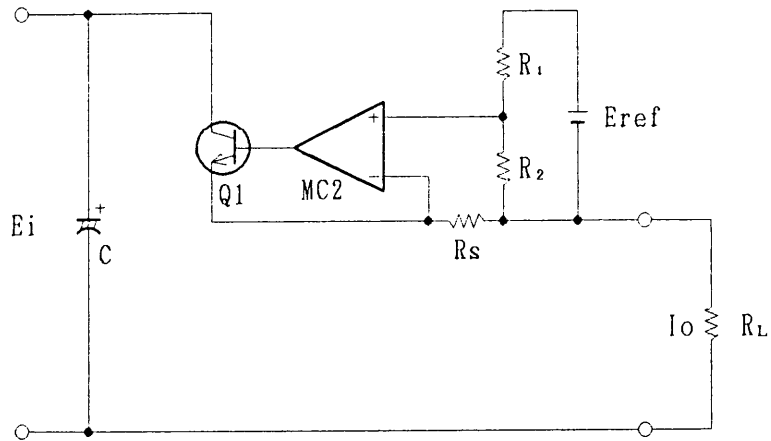 R₁
Eref
+
−
MC2
R₂
Q1
Ei
+
C
Rs
Io
RL